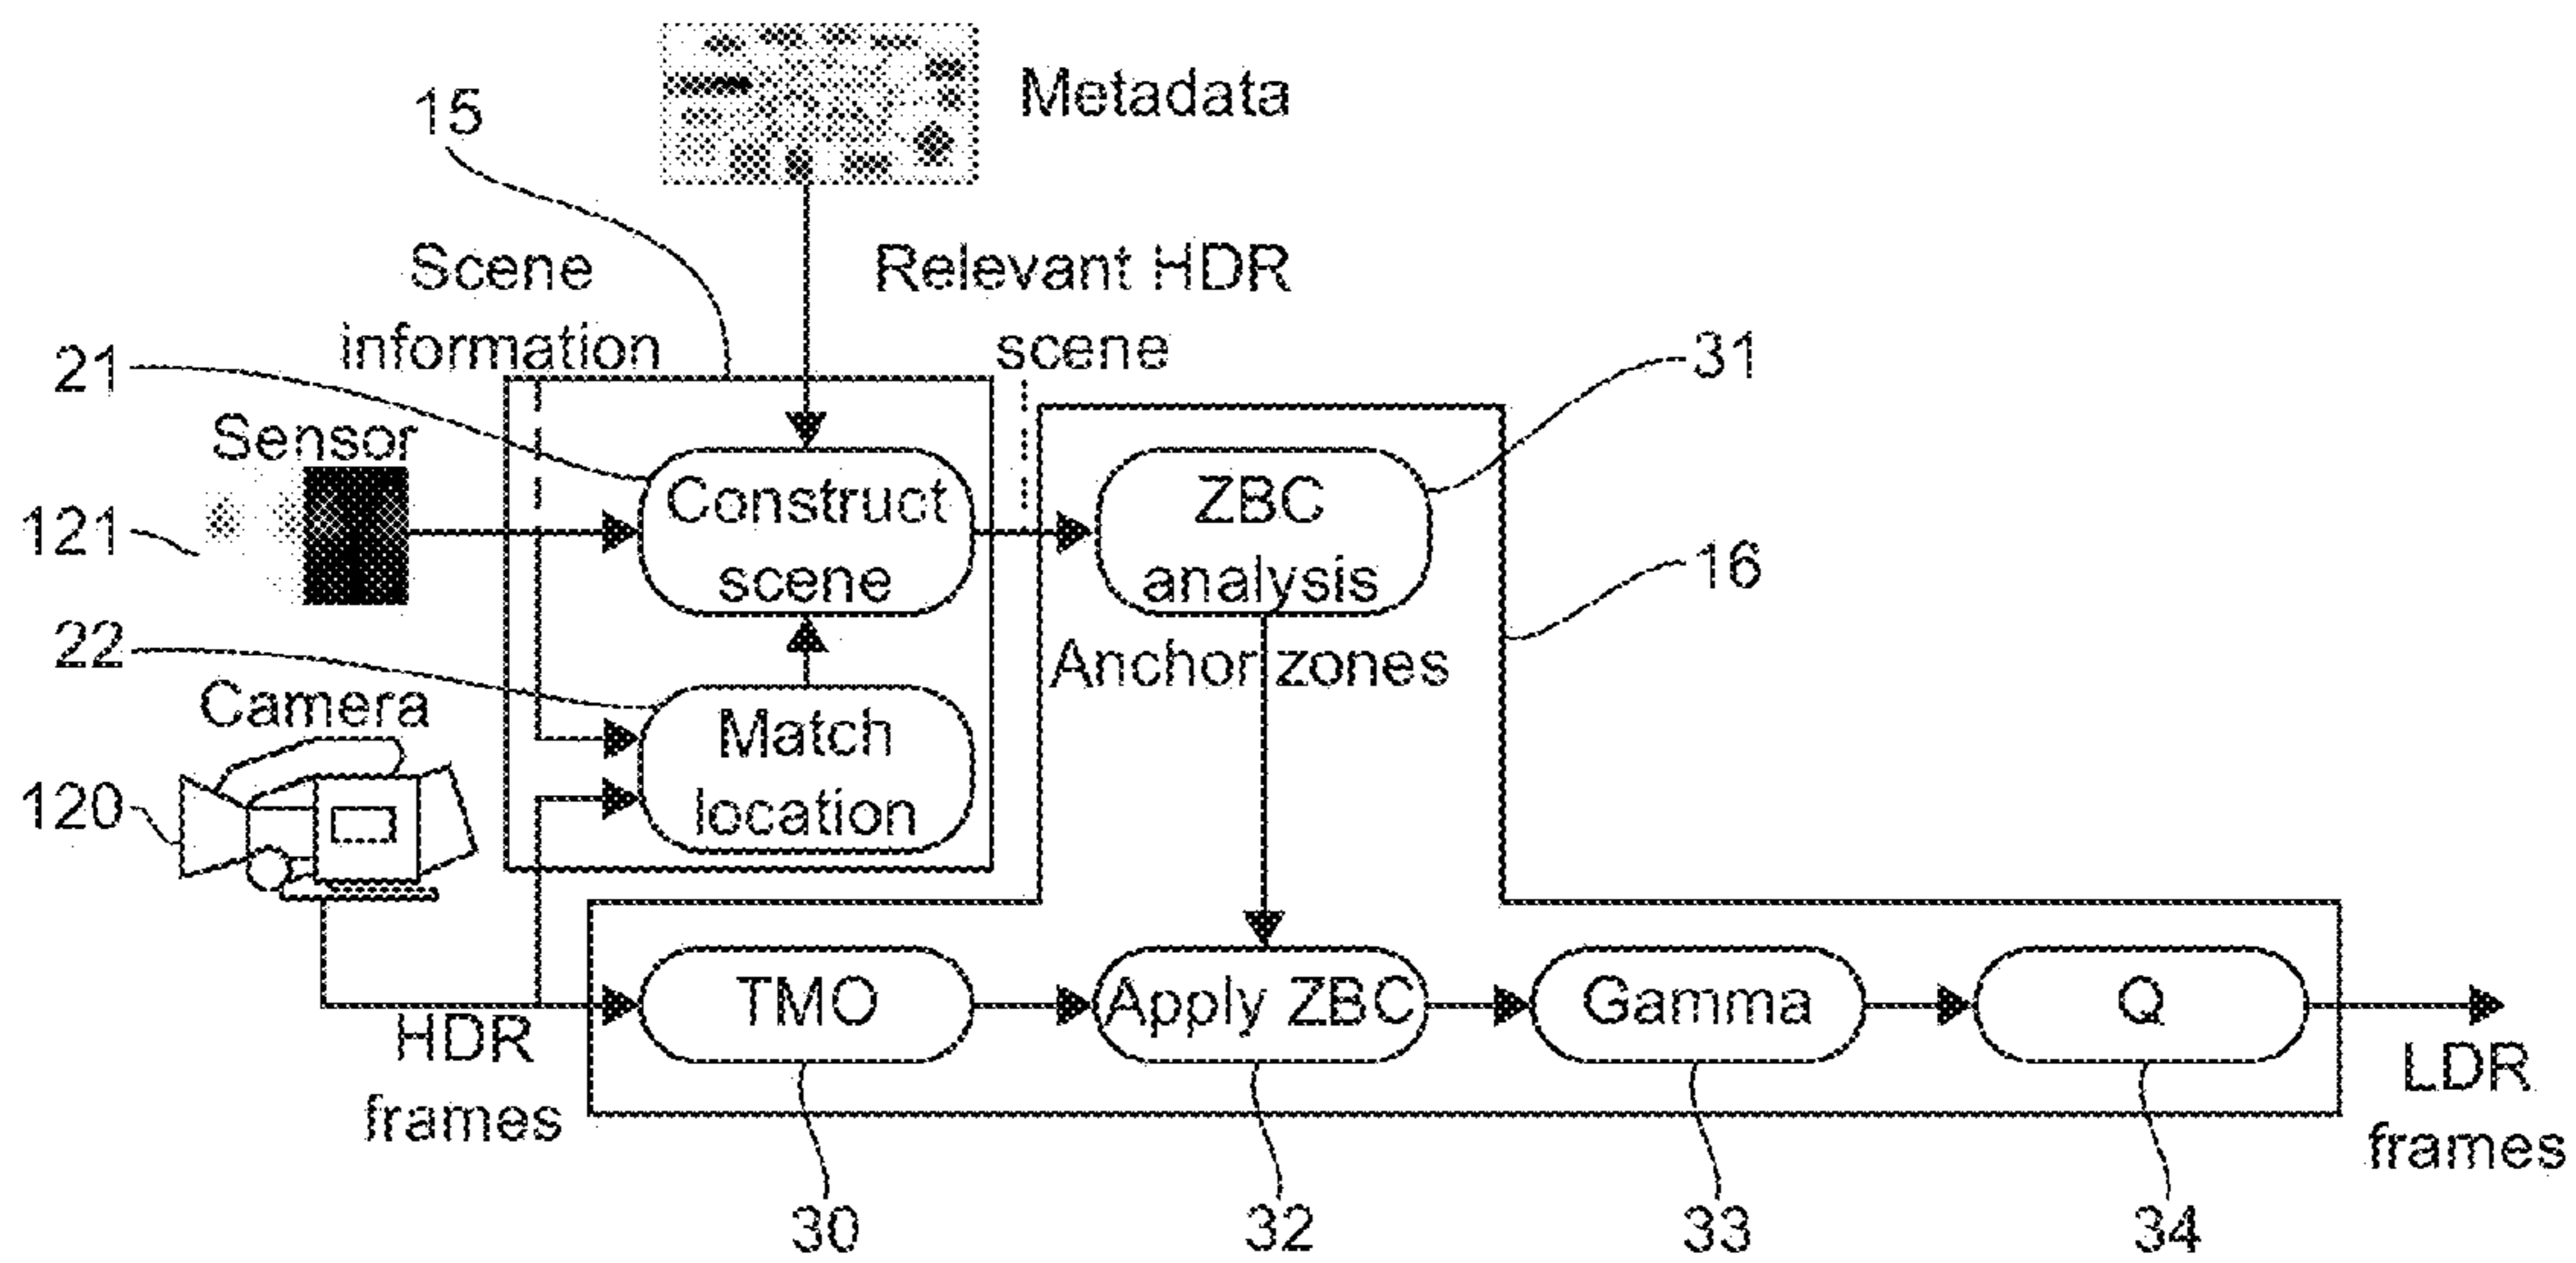 Metadata
15
Scene
information
Relevant HDR
scene
21
31
Sensor
Construct
scene
ZBC
analysis
121
16
22
Anchor zones
Camera
Match
location
120
TMO
Apply ZBC
Gamma
Q
HDR
frames
LDR
frames
30
32
33
34